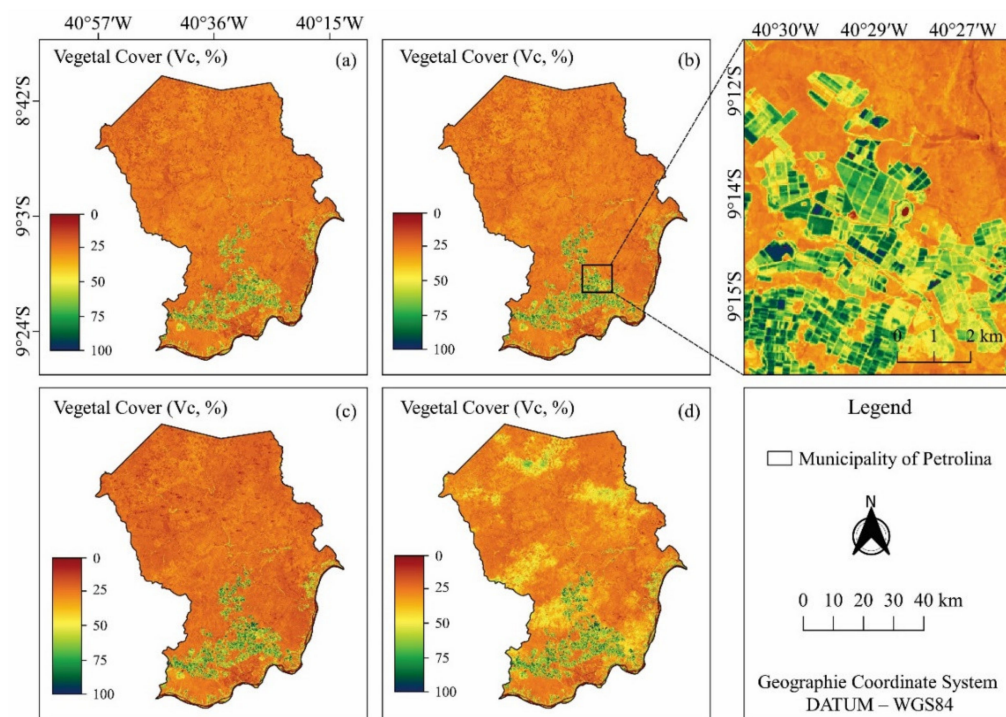 40°57'W 40°36'W 40°15'W
40°30'W 40°29'W 40°27'W
Vegetal Cover (Vc, %) (a)
8°42'S
9°3'S
9°24'S
0
25
50
75
100
Vegetal Cover (Vc, %) (b)
0
25
50
75
100
9°12'S
9°14'S
9°15'S
0 1 2 km
Vegetal Cover (Vc, %) (c)
0
25
50
75
100
Vegetal Cover (Vc, %) (d)
0
25
50
75
100
Legend
Municipality of Petrolina
N
0 10 20 30 40 km
Geographie Coordinate System
DATUM – WGS84